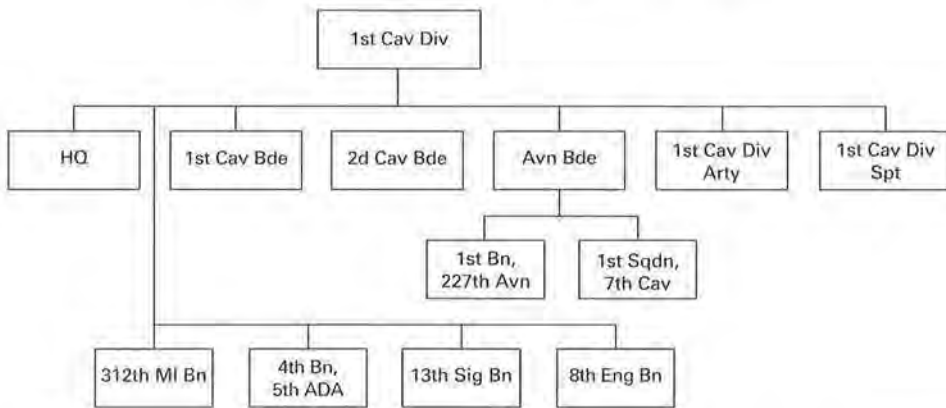 1st Cav Div
HQ
1st Cav Bde
2d Cav Bde
Avn Bde
1st Cav Div
Arty
1st Cav Div
Spt
1st Bn,
227th Avn
1st Sqdn,
7th Cav
312th MI Bn
4th Bn,
5th ADA
13th Sig Bn
8th Eng Bn